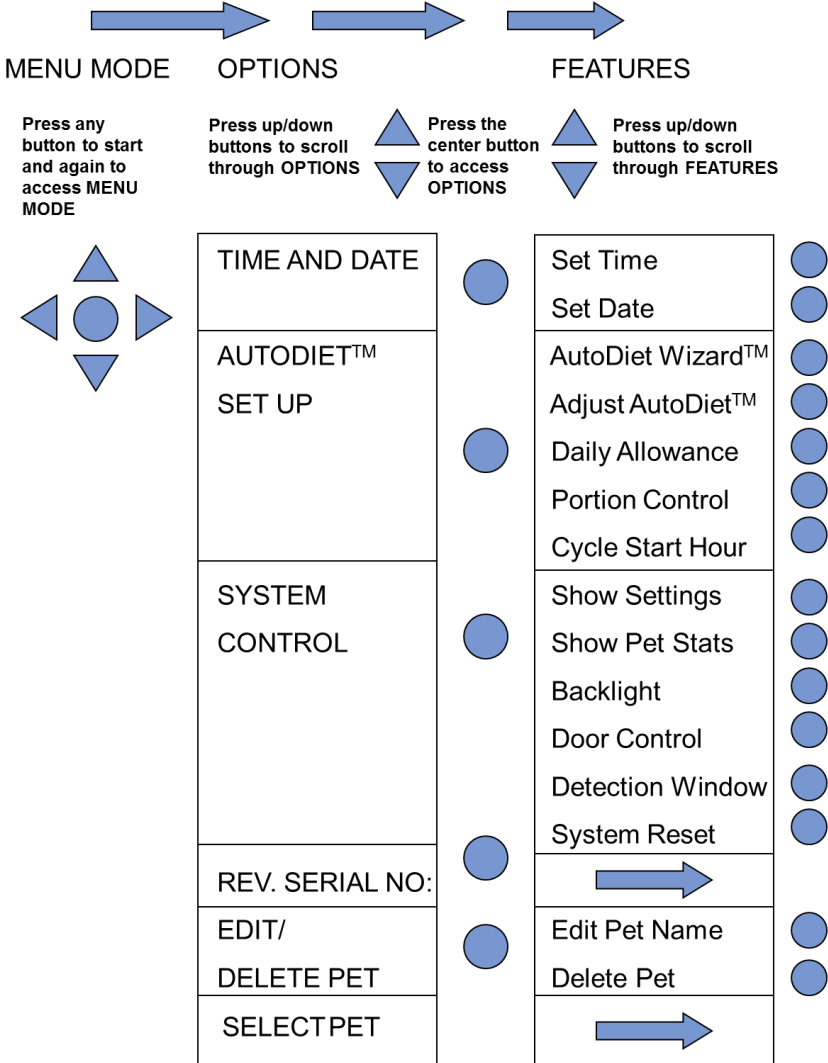 MENU MODE
OPTIONS
FEATURES
Press any
button to start
and again to
access MENU
MODE
Press up/down
buttons to scroll
through OPTIONS
Press the
center button
to access
OPTIONS
Press up/down
buttons to scroll
through FEATURES
TIME AND DATE
Set Time
Set Date
AUTODIET™
SET UP
AutoDiet Wizard™
Adjust AutoDiet™
Daily Allowance
Portion Control
Cycle Start Hour
SYSTEM
CONTROL
Show Settings
Show Pet Stats
Backlight
Door Control
Detection Window
System Reset
REV. SERIAL NO:
EDIT/
DELETE PET
Edit Pet Name
Delete Pet
SELECT PET